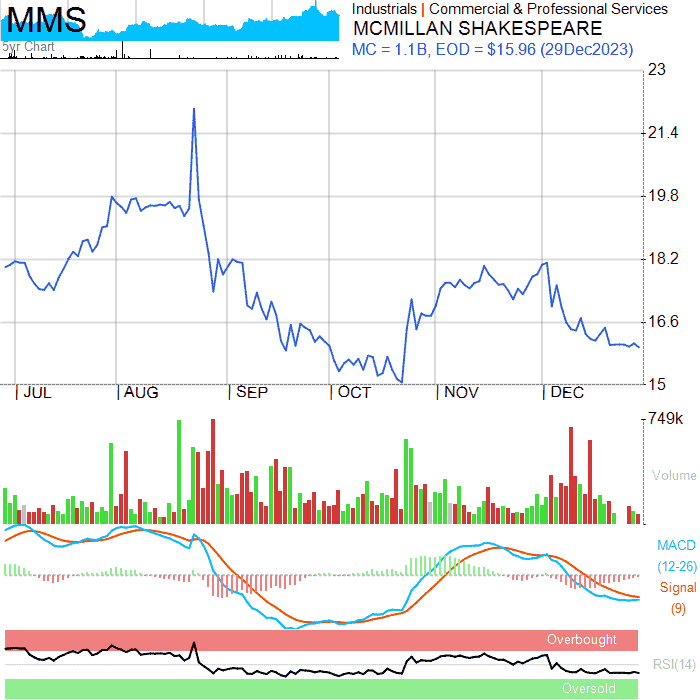 MMS
5yr Chart
Industrials | Commercial & Professional Services
MCMILLAN SHAKESPEARE
MC = 1.1B, EOD = $15.96 (29Dec2023)
23
21.4
19.8
18.2
16.6
15
JUL AUG SEP OCT NOV DEC
749k
Volume
MACD
(12-26)
Signal
(9)
Overbought
RSI(14)
Oversold